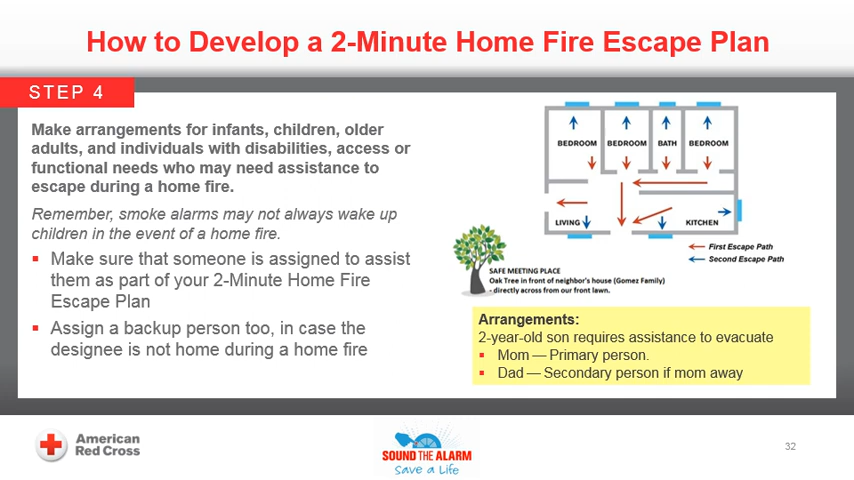 How to Develop a 2-Minute Home Fire Escape Plan
STEP 4
Make arrangements for infants, children, older
adults, and individuals with disabilities, access or
functional needs who may need assistance to
escape during a home fire.
Remember, smoke alarms may not always wake up
children in the event of a home fire.
▪ Make sure that someone is assigned to assist
them as part of your 2-Minute Home Fire
Escape Plan
▪ Assign a backup person too, in case the
designee is not home during a home fire
BEDROOM BEDROOM BATH BEDROOM
LIVING KITCHEN
First Escape Path
Second Escape Path
SAFE MEETING PLACE
Oak Tree in front of neighbor's house (Gomez Family)
- directly across from our front lawn.
Arrangements:
2-year-old son requires assistance to evacuate
▪ Mom — Primary person.
▪ Dad — Secondary person if mom away
American
Red Cross
SOUND THE ALARM
Save a Life
32